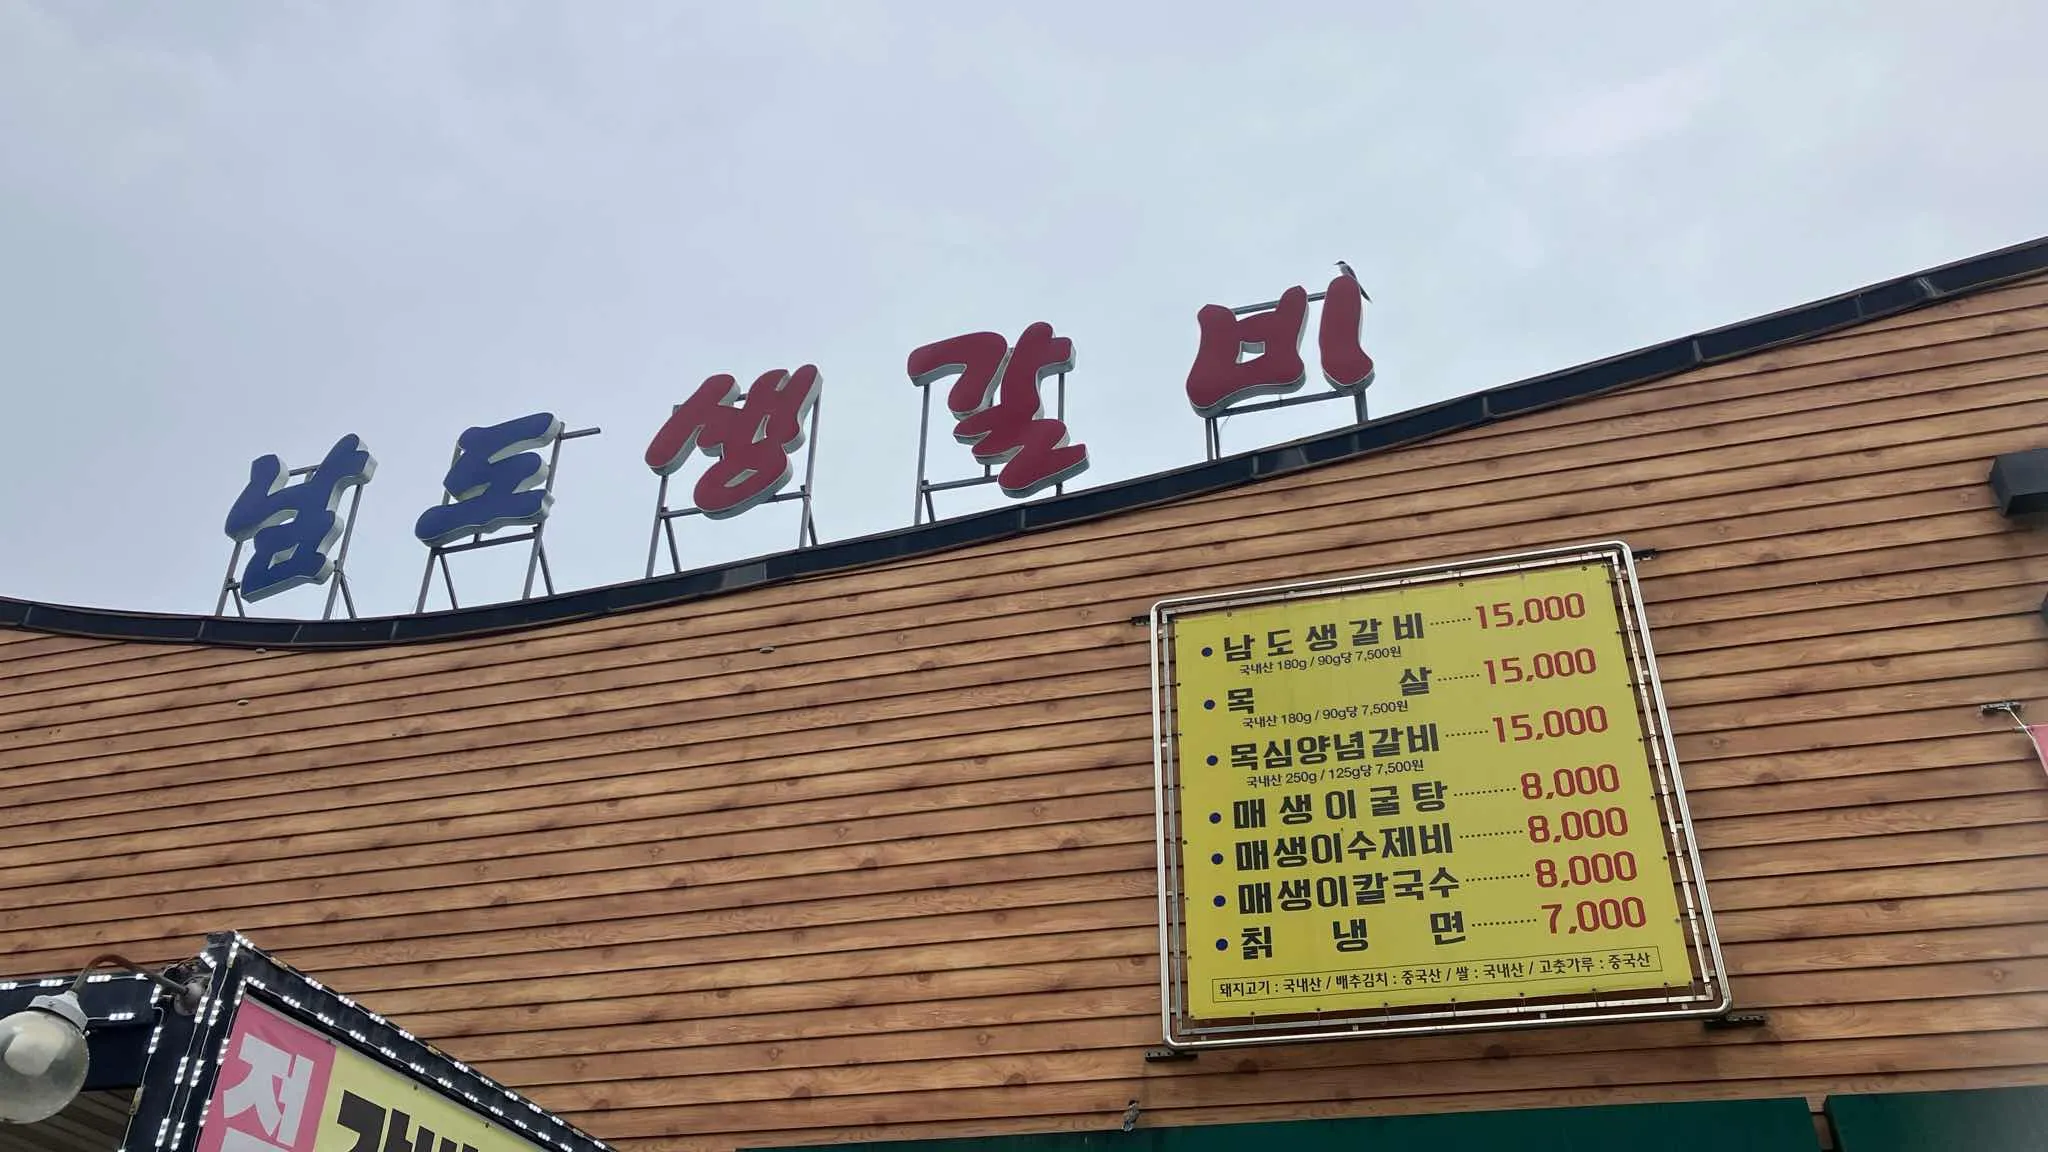 남도생갈비
• 남도생갈비 ........ 15,000
국내산 180g / 90g당 7,500원
• 목 살 ........ 15,000
국내산 180g / 90g당 7,500원
• 목심양념갈비 ........ 15,000
국내산 250g / 125g당 7,500원
• 매생이굴탕 .......... 8,000
• 매생이수제비 .......... 8,000
• 매생이칼국수 .......... 8,000
• 칡 냉 면 .......... 7,000
돼지고기 : 국내산 / 배추김치 : 중국산 / 쌀 : 국내산 / 고춧가루 : 중국산